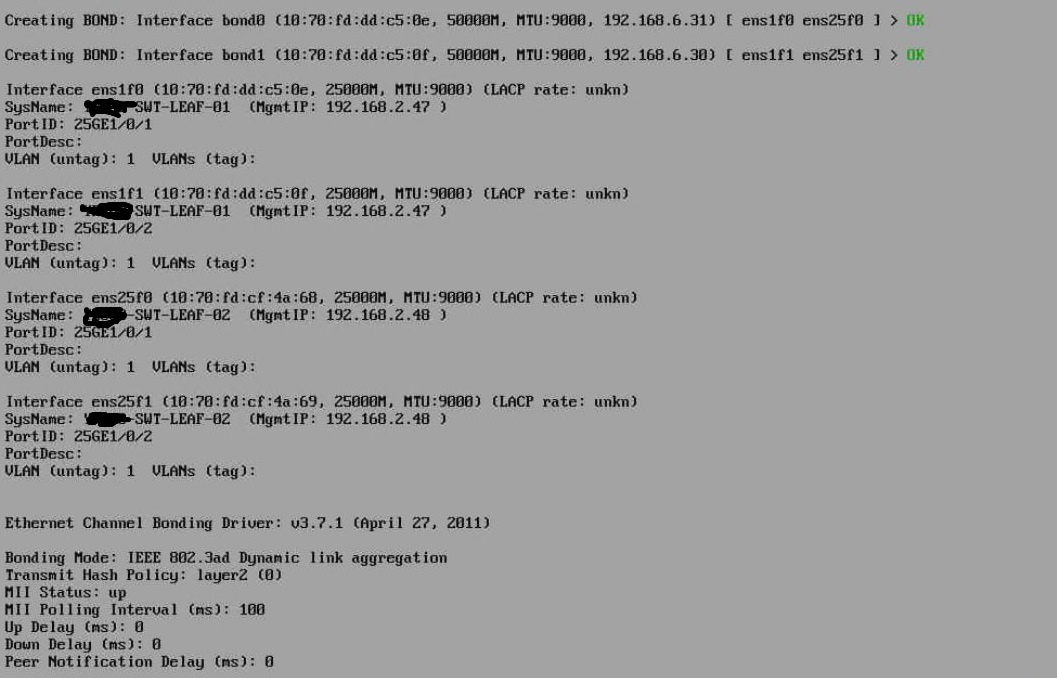 Creating BOND: Interface bond0 (10:70:fd:dd:c5:0e, 50000M, MTU:9000, 192.168.6.31) [ ens1f0 ens25f0 ] > OK
Creating BOND: Interface bond1 (10:70:fd:dd:c5:0f, 50000M, MTU:9000, 192.168.6.30) [ ens1f1 ens25f1 ] > OK
Interface ens1f0 (10:70:fd:dd:c5:0e, 25000M, MTU:9000) (LACP rate: unkn)
SysName: SWT-LEAF-01 (MgmtIP: 192.168.2.47 )
PortID: 25GE1/0/1
PortDesc:
VLAN (untag): 1 VLANs (tag):
Interface ens1f1 (10:70:fd:dd:c5:0f, 25000M, MTU:9000) (LACP rate: unkn)
SysName: SWT-LEAF-01 (MgmtIP: 192.168.2.47 )
PortID: 25GE1/0/2
PortDesc:
VLAN (untag): 1 VLANs (tag):
Interface ens25f0 (10:70:fd:cf:4a:68, 25000M, MTU:9000) (LACP rate: unkn)
SysName: -SWT-LEAF-02 (MgmtIP: 192.168.2.48 )
PortID: 25GE1/0/1
PortDesc:
VLAN (untag): 1 VLANs (tag):
Interface ens25f1 (10:70:fd:cf:4a:69, 25000M, MTU:9000) (LACP rate: unkn)
SysName: -SWT-LEAF-02 (MgmtIP: 192.168.2.48 )
PortID: 25GE1/0/2
PortDesc:
VLAN (untag): 1 VLANs (tag):
Ethernet Channel Bonding Driver: v3.7.1 (April 27, 2011)
Bonding Mode: IEEE 802.3ad Dynamic link aggregation
Transmit Hash Policy: layer2 (0)
MII Status: up
MII Polling Interval (ms): 100
Up Delay (ms): 0
Down Delay (ms): 0
Peer Notification Delay (ms): 0